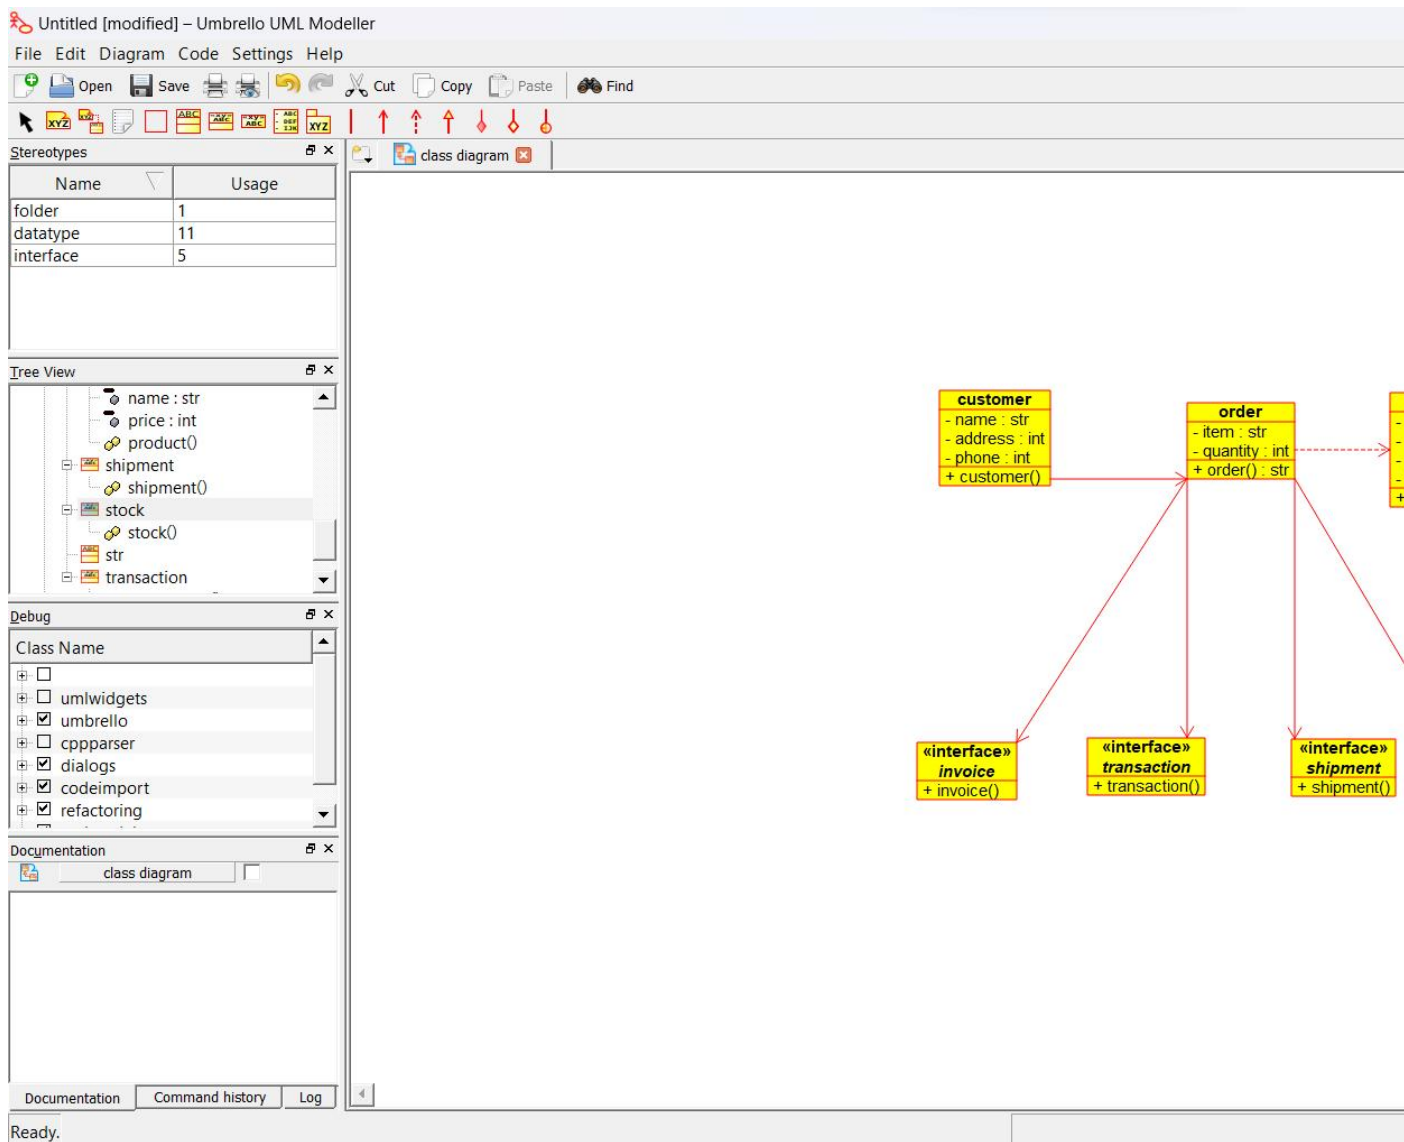 Untitled [modified] – Umbrello UML Modeller
File Edit Diagram Code Settings Help
Open Save Cut Copy Paste Find
Stereotypes
class diagram
Name Usage
folder 1
datatype 11
interface 5
Tree View
name : str
price : int
product()
shipment
shipment()
stock
stock()
str
transaction
Debug
Class Name
umlwidgets
umbrello
cppparser
dialogs
codeimport
refactoring
Documentation
class diagram
Documentation Command history Log
Ready.
customer
- name : str
- address : int
- phone : int
+ customer()
order
- item : str
- quantity : int
+ order() : str
-
-
-
-
+
«interface»
invoice
+ invoice()
«interface»
transaction
+ transaction()
«interface»
shipment
+ shipment()